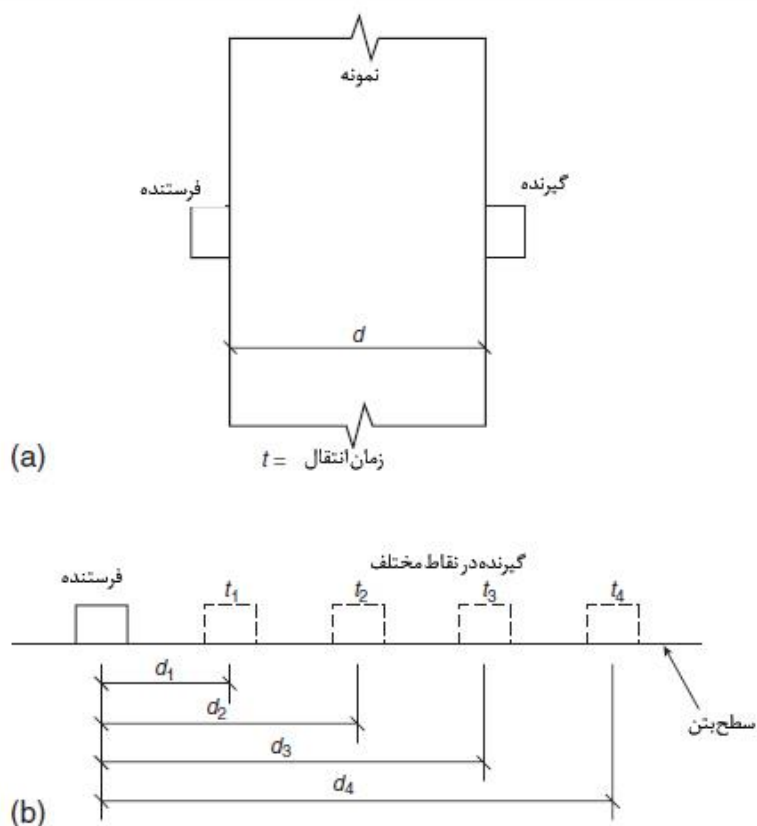 نمونه
فرستنده
گیرنده
d
(a)
t = زمان انتقال
گیرنده در نقاط مختلف
فرستنده
t1 t2 t3 t4
d1
d2
سطح بتن
d3
d4
(b)